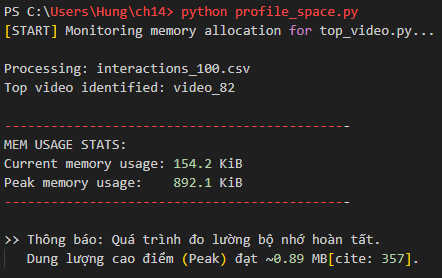 PS C:\Users\Hung\ch14> python profile_space.py
[START] Monitoring memory allocation for top_video.py...
Processing: interactions_100.csv
Top video identified: video_82
--------------------------------------------
MEM USAGE STATS:
Current memory usage: 154.2 KiB
Peak memory usage:    892.1 KiB
--------------------------------------------
>> Thông báo: Quá trình đo lường bộ nhớ hoàn tất.
   Dung lượng cao điểm (Peak) đạt ~0.89 MB[cite: 357].